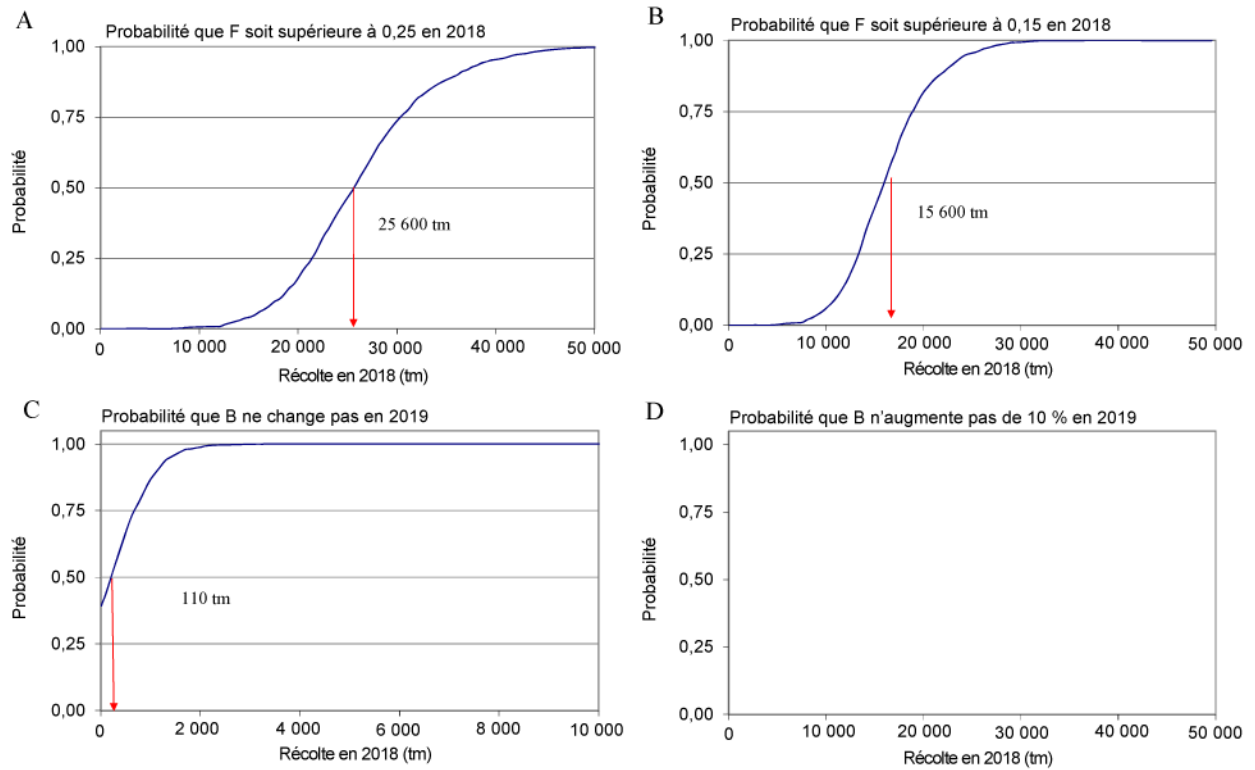 A
Probabilité que F soit supérieure à 0,25 en 2018
1,00
0,75
0,50
0,25
0,00
Probabilité
25 600 tm
0
10 000
20 000
30 000
40 000
50 000
Récolte en 2018 (tm)
B
Probabilité que F soit supérieure à 0,15 en 2018
1,00
0,75
0,50
0,25
0,00
Probabilité
15 600 tm
0
10 000
20 000
30 000
40 000
50 000
Récolte en 2018 (tm)
C
Probabilité que B ne change pas en 2019
1,00
0,75
0,50
0,25
0,00
Probabilité
110 tm
0
2 000
4 000
6 000
8 000
10 000
Récolte en 2018 (tm)
D
Probabilité que B n'augmente pas de 10 % en 2019
1,00
0,75
0,50
0,25
0,00
Probabilité
0
10 000
20 000
30 000
40 000
50 000
Récolte en 2018 (tm)